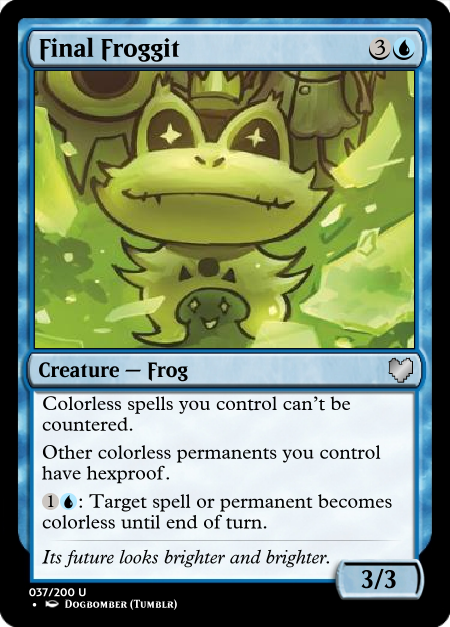 Final Froggit 3
Creature — Frog
Colorless spells you control can't be
countered.
Other colorless permanents you control
have hexproof.
1: Target spell or permanent becomes
colorless until end of turn.
Its future looks brighter and brighter.
3/3
037/200 U
• Dogbomber (Tumblr)